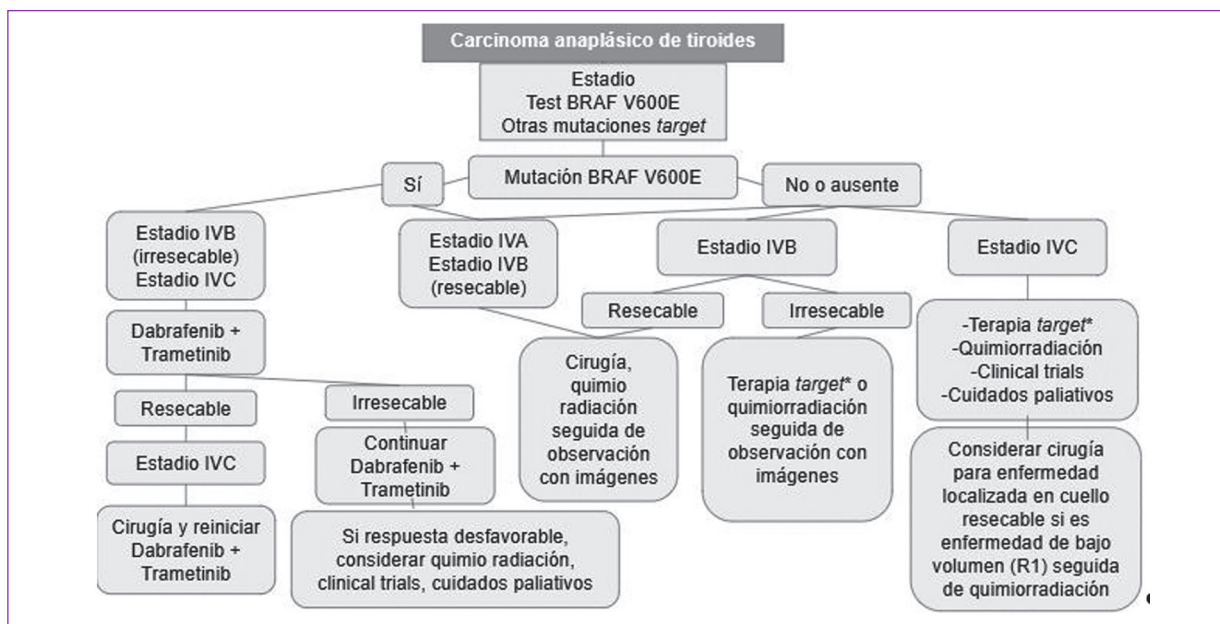 Carcinoma anaplásico de tiroides
Estadio
Test BRAF V600E
Otras mutaciones target
Mutación BRAF V600E
Sí
No o ausente
Estadio IVB
(irresecable)
Estadio IVC
Estadio IVA
Estadio IVB
(resecable)
Estadio IVB
Estadio IVC
Dabrafenib +
Trametinib
Resecable
Irresecable
-Terapia target*
-Quimiorradiación
-Clinical trials
-Cuidados paliativos
Resecable
Irresecable
Cirugía,
quimio
radiación
seguida de
observación
con imágenes
Terapia target* o
quimiorradiación
seguida de
observación con
imágenes
Estadio IVC
Continuar
Dabrafenib +
Trametinib
Considerar cirugía
para enfermedad
localizada en cuello
resecable si es
enfermedad de bajo
volumen (R1) seguida
de quimiorradiación
Cirugía y reiniciar
Dabrafenib +
Trametinib
Si respuesta desfavorable,
considerar quimio radiación,
clinical trials, cuidados paliativos